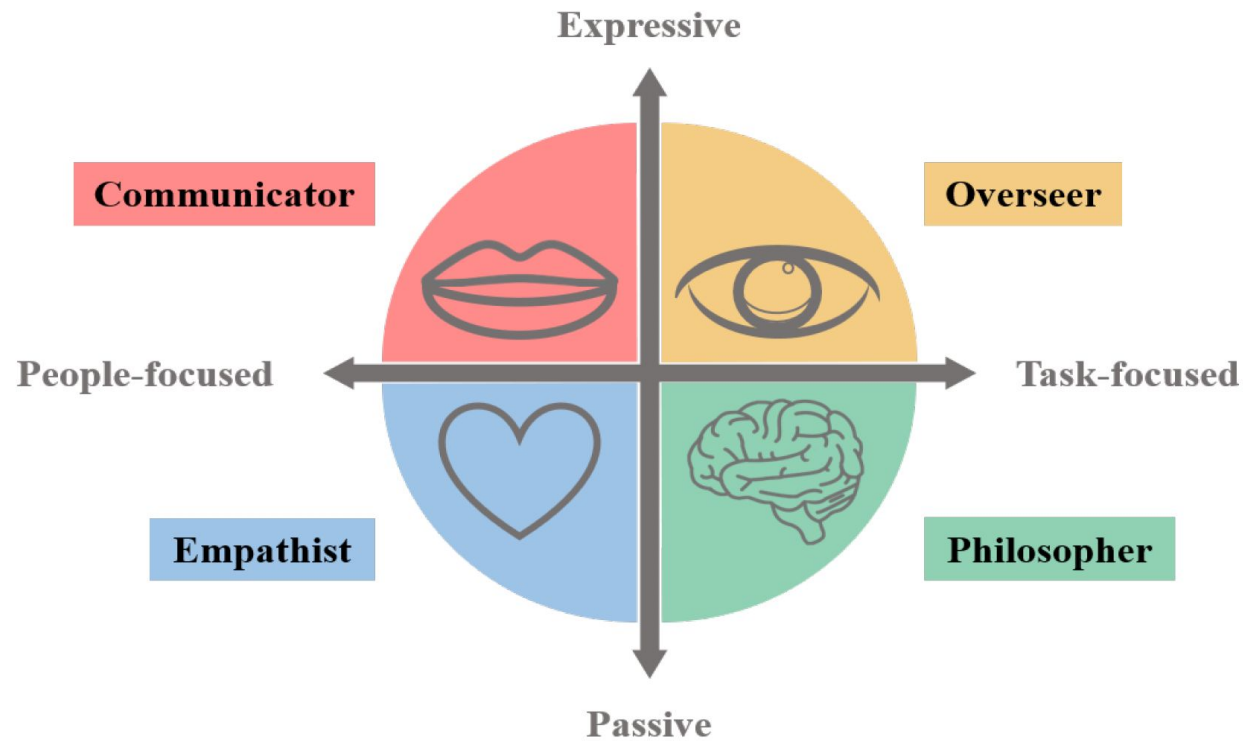 Expressive
Communicator
Overseer
People-focused
Task-focused
Empathist
Philosopher
Passive